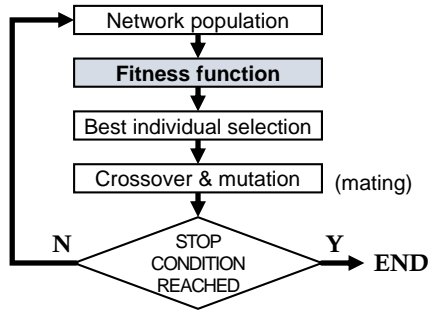 Network population
Fitness function
Best individual selection
Crossover & mutation (mating)
N
STOP
CONDITION
REACHED
Y
END